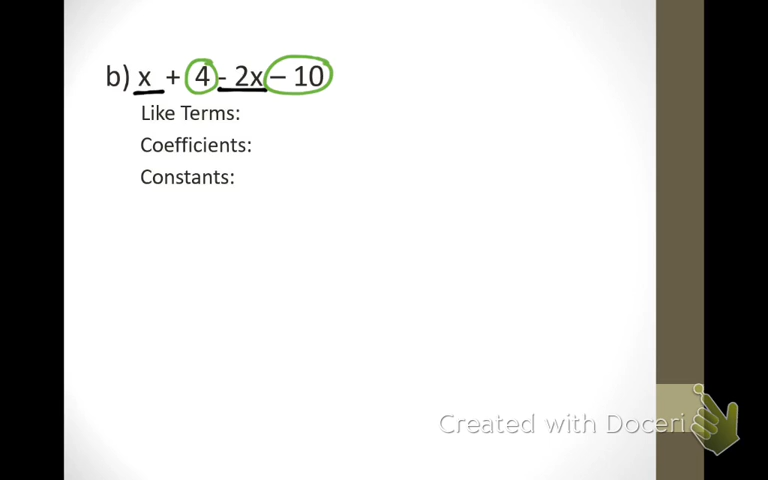 b) x + 4 - 2x – 10
Like Terms:
Coefficients:
Constants:
Created with Doceri